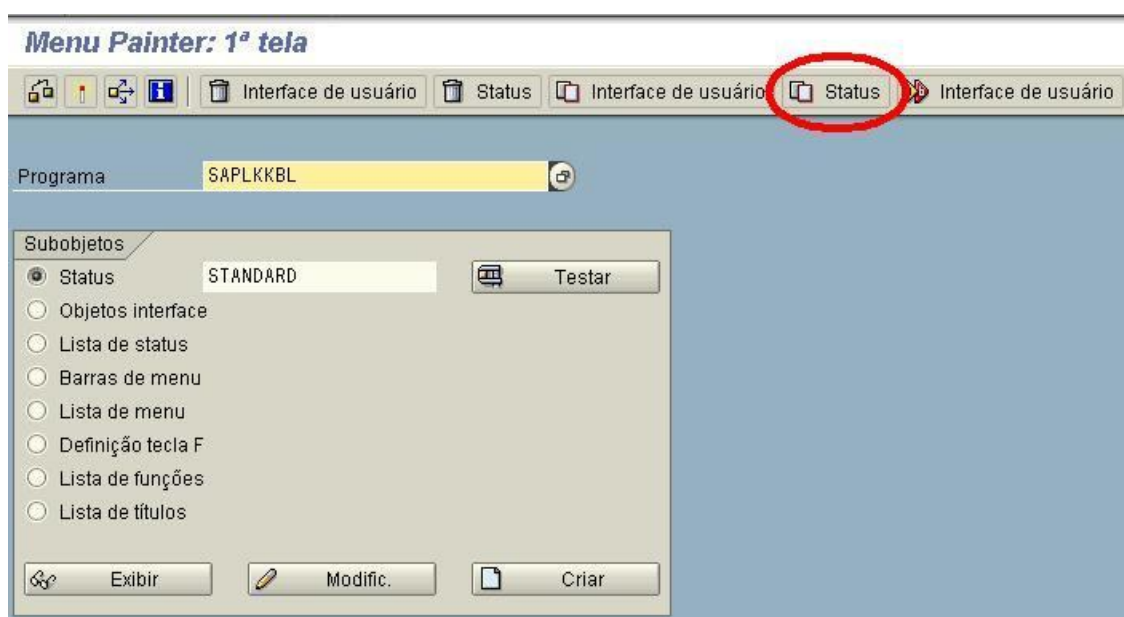 Menu Painter: 1ª tela
Interface de usuário Status Interface de usuário Status Interface de usuário
Programa SAPLKKBL
Subobjetos
Status STANDARD Testar
Objetos interface
Lista de status
Barras de menu
Lista de menu
Definição tecla F
Lista de funções
Lista de títulos
Exibir Modific. Criar